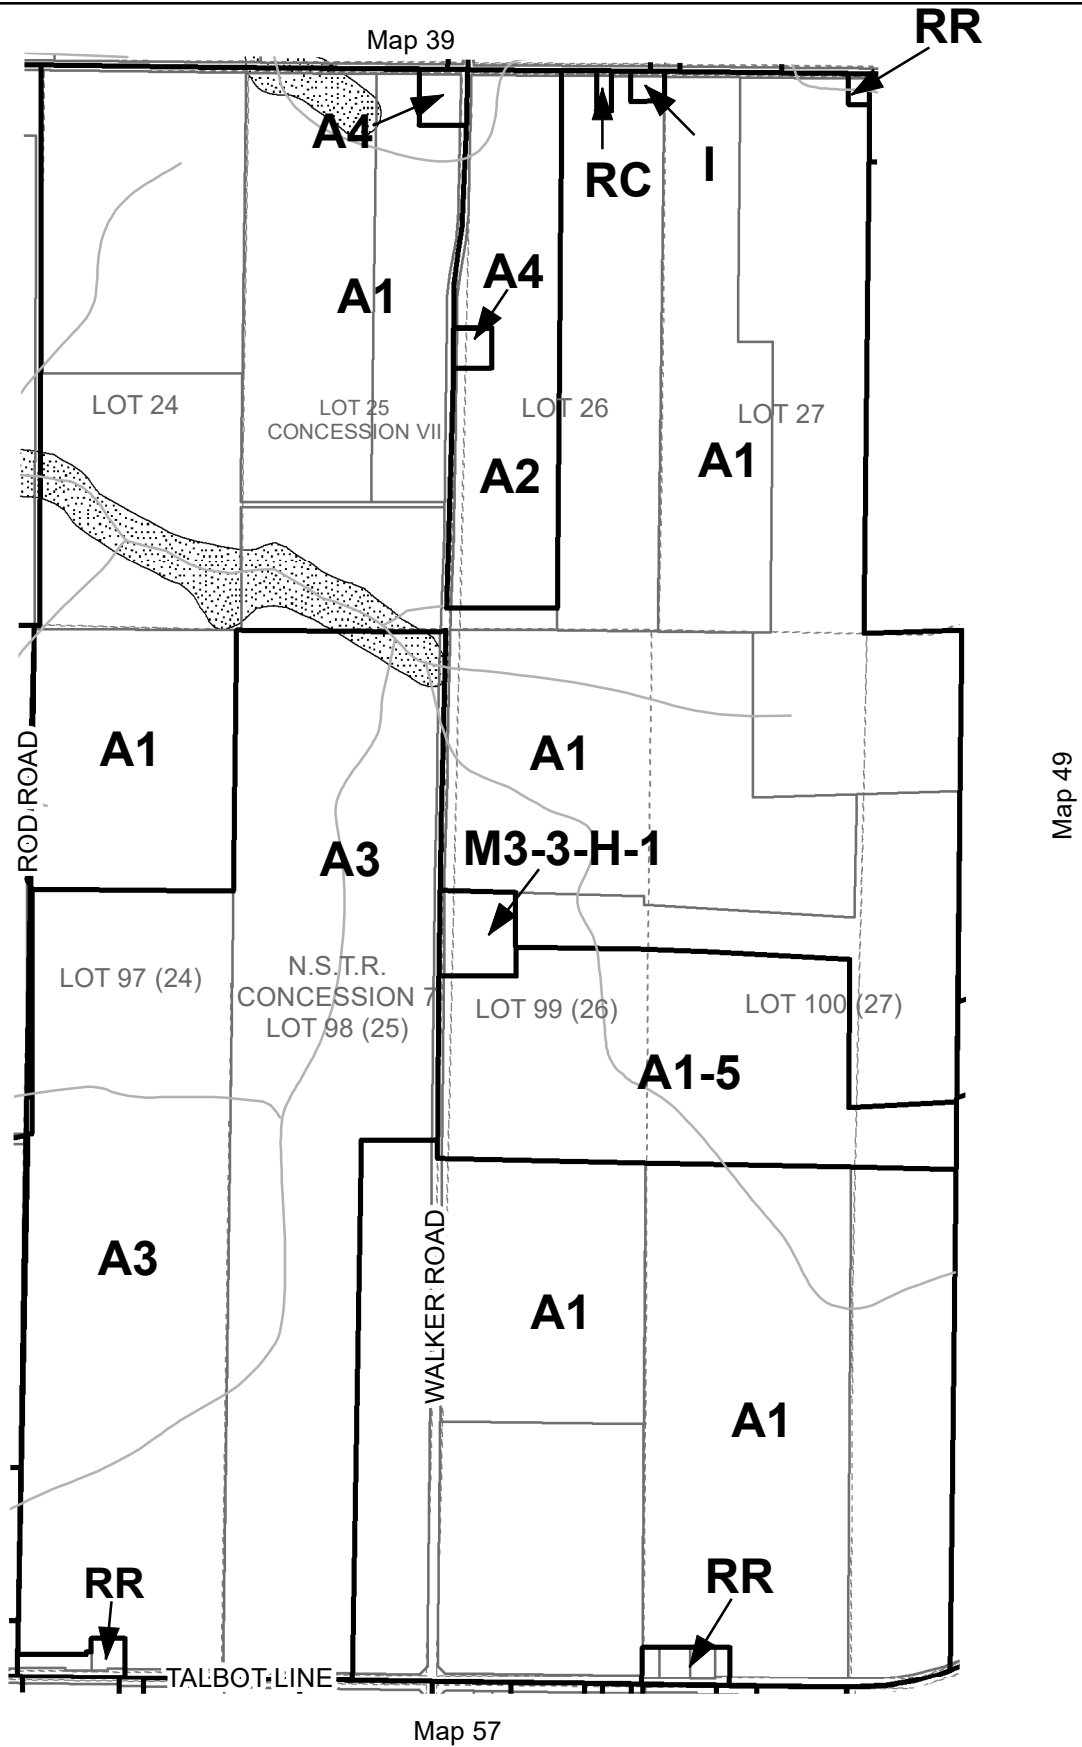 Map 39
RR
A4
RC
I
A4
A1
LOT 24
LOT 25
CONCESSION VII
LOT 26
LOT 27
A2
A1
ROD ROAD
A1
A1
Map 49
A3
M3-3-H-1
LOT 97 (24)
N.S.T.R.
CONCESSION 7
LOT 98 (25)
LOT 99 (26)
LOT 100 (27)
A1-5
A3
WALKER ROAD
A1
A1
RR
RR
TALBOT LINE
Map 57